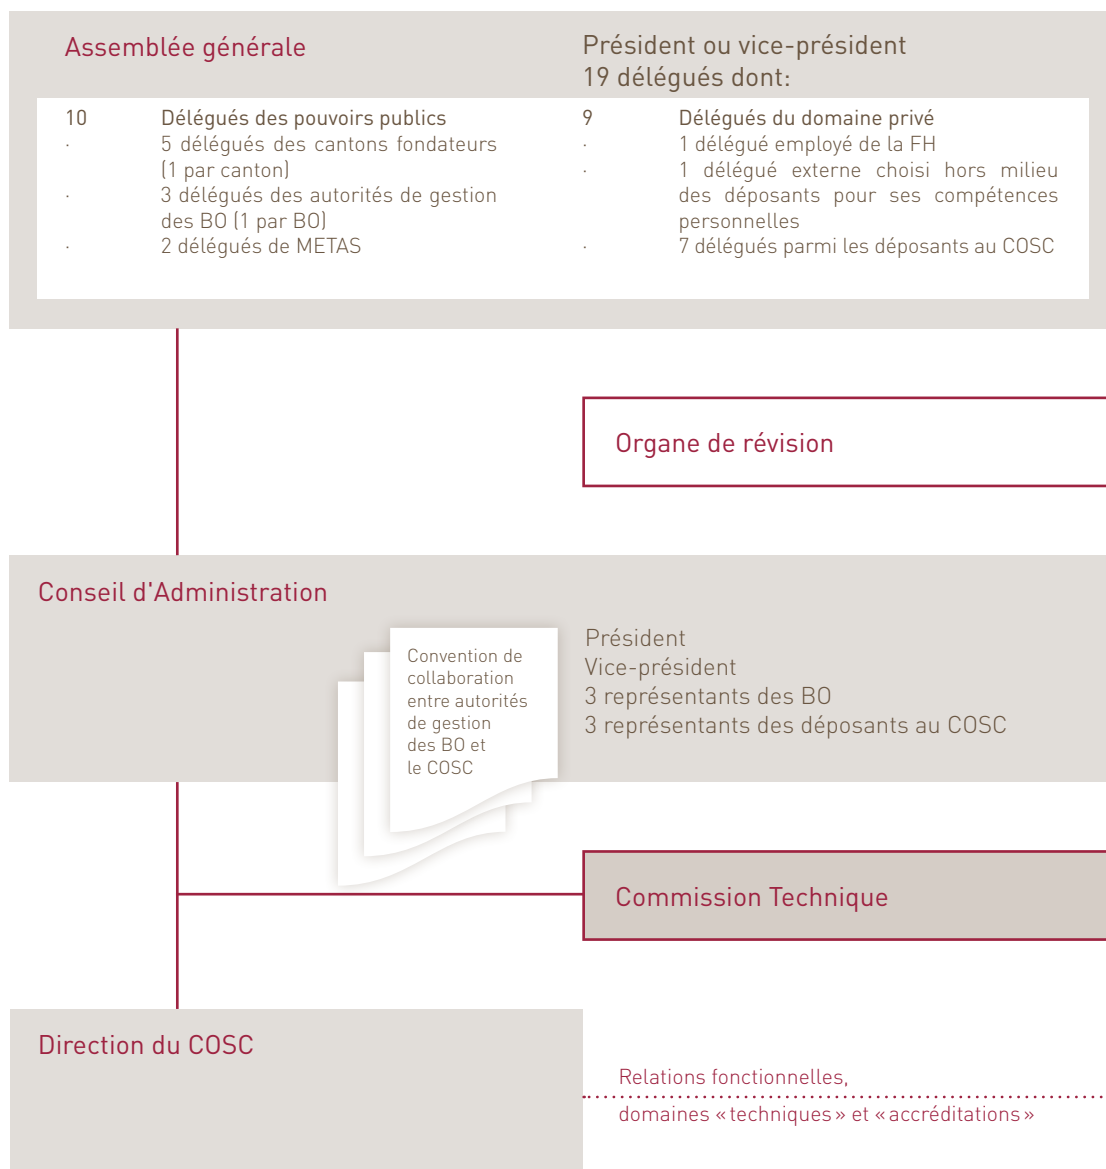 Assemblée générale
Président ou vice-président
19 délégués dont:
10 Délégués des pouvoirs publics
· 5 délégués des cantons fondateurs
(1 par canton)
· 3 délégués des autorités de gestion
des BO (1 par BO)
· 2 délégués de METAS
9 Délégués du domaine privé
· 1 délégué employé de la FH
· 1 délégué externe choisi hors milieu
des déposants pour ses compétences
personnelles
· 7 délégués parmi les déposants au COSC
Organe de révision
Conseil d'Administration
Convention de
collaboration
entre autorités
de gestion
des BO et
le COSC
Président
Vice-président
3 représentants des BO
3 représentants des déposants au COSC
Commission Technique
Direction du COSC
Relations fonctionnelles,
domaines «techniques» et «accréditations»